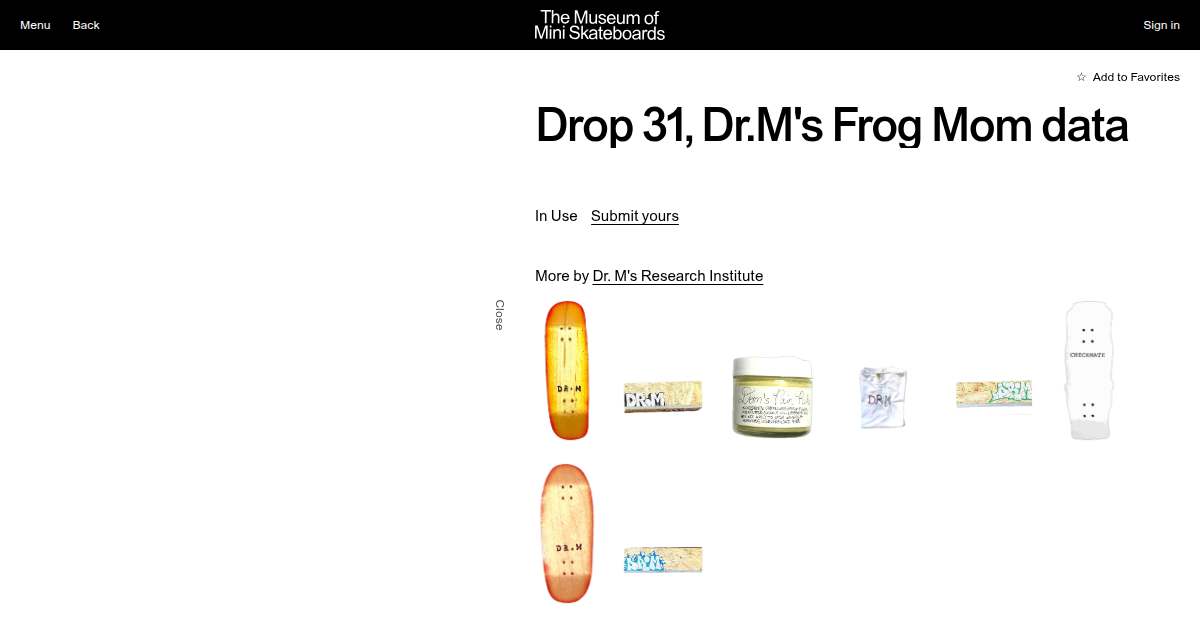 Menu
Back
The Museum of
Mini Skateboards
Sign in
☆ Add to Favorites
Drop 31, Dr.M's Frog Mom data
In Use
Submit yours
More by Dr. M's Research Institute
Close
DR.M
DR.M
DR.M
CHECKMATE
DR.M